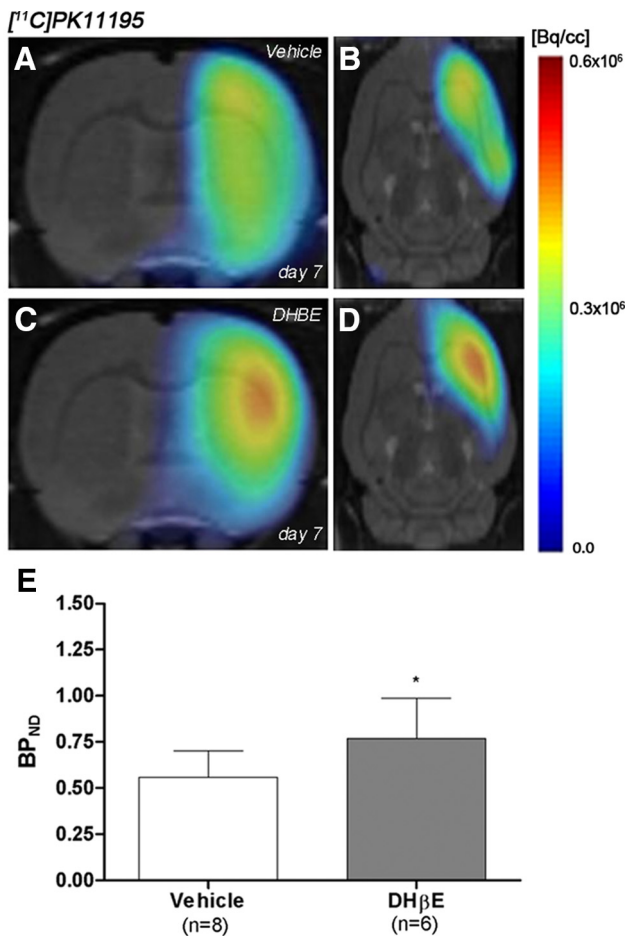 [¹¹C]PK11195
[Bq/cc]
A
Vehicle
B
0.6x10⁶
day 7
C
DHBE
D
0.3x10⁶
day 7
0.0
E
1.50
1.25
1.00
0.75
0.50
0.25
0.00
BP_ND
*
Vehicle
DHβE
(n=8)
(n=6)